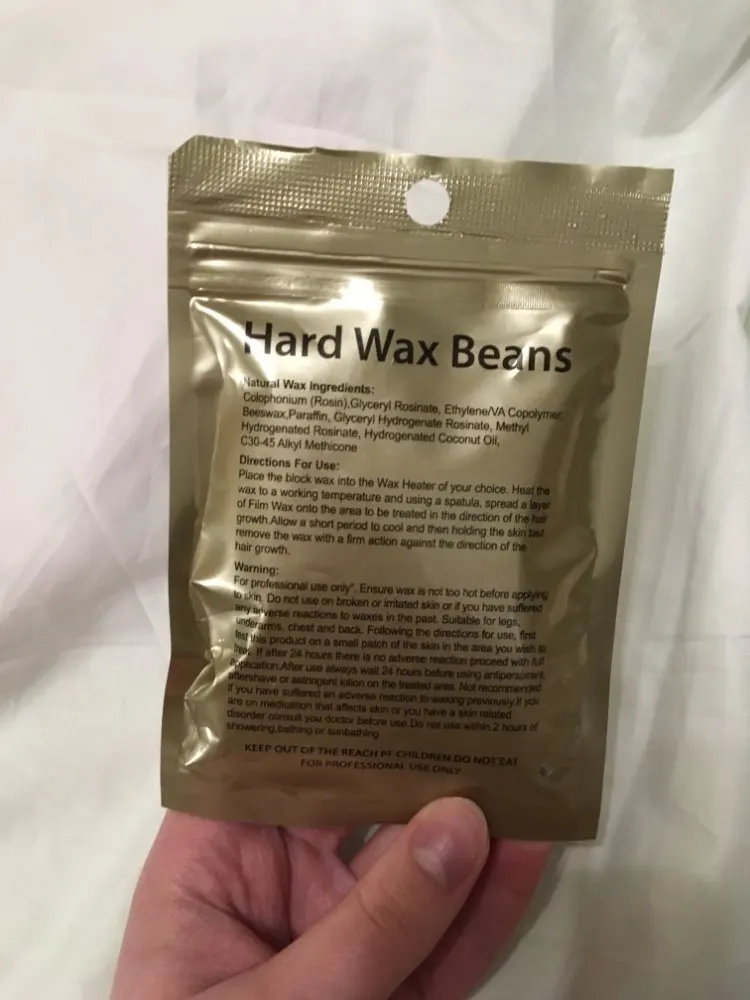 Hard Wax Beans
Natural Wax Ingredients:
Colophonium (Rosin),Glyceryl Rosinate, Ethylene/VA Copolymer,
Beeswax,Paraffin, Glyceryl Hydrogenate Rosinate, Methyl
Hydrogenated Rosinate, Hydrogenated Coconut Oil,
C30-45 Alkyl Methicone
Directions For Use:
Place the block wax into the Wax Heater of your choice. Heat the
wax to a working temperature and using a spatula, spread a layer
of Film Wax onto the area to be treated in the direction of the hair
growth.Allow a short period to cool and then holding the skin taut
remove the wax with a firm action against the direction of the
hair growth.
Warning:
For professional use only". Ensure wax is not too hot before applying
to skin. Do not use on broken or irritated skin or if you have suffered
any adverse reactions to waxes in the past. Suitable for legs,
underarms, chest and back. Following the directions for use, first
test this product on a small patch of the skin in the area you wish to
treat. If after 24 hours there is no adverse reaction proceed with full
application.After use always wait 24 hours before using antiperspirant,
aftershave or astringent lotion on the treated area. Not recommended
if you have suffered an adverse reaction to waxing previously.If you
are on medication that affects skin or you have a skin related
disorder consult you doctor before use.Do not use within 2 hours of
showering,bathing or sunbathing
KEEP OUT OF THE REACH PF CHILDREN.DO NOT EAT
FOR PROFESSIONAL USE ONLY